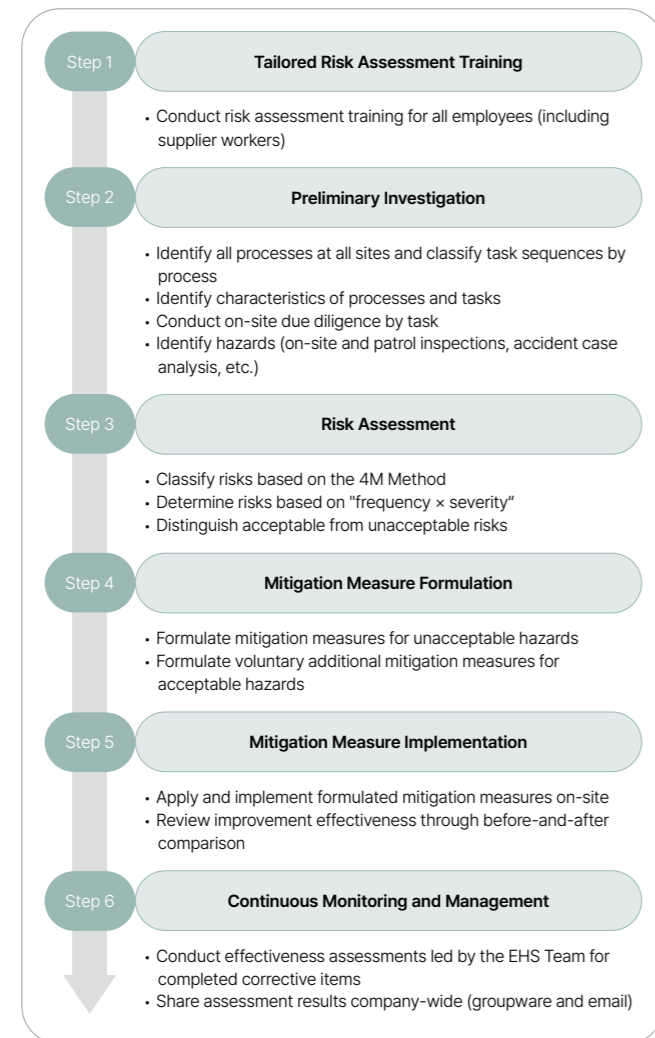 Step 1
Tailored Risk Assessment Training
• Conduct risk assessment training for all employees (including
supplier workers)
Step 2
Preliminary Investigation
• Identify all processes at all sites and classify task sequences by
process
• Identify characteristics of processes and tasks
• Conduct on-site due diligence by task
• Identify hazards (on-site and patrol inspections, accident case
analysis, etc.)
Step 3
Risk Assessment
• Classify risks based on the 4M Method
• Determine risks based on "frequency × severity“
• Distinguish acceptable from unacceptable risks
Step 4
Mitigation Measure Formulation
• Formulate mitigation measures for unacceptable hazards
• Formulate voluntary additional mitigation measures for
acceptable hazards
Step 5
Mitigation Measure Implementation
• Apply and implement formulated mitigation measures on-site
• Review improvement effectiveness through before-and-after
comparison
Step 6
Continuous Monitoring and Management
• Conduct effectiveness assessments led by the EHS Team for
completed corrective items
• Share assessment results company-wide (groupware and email)